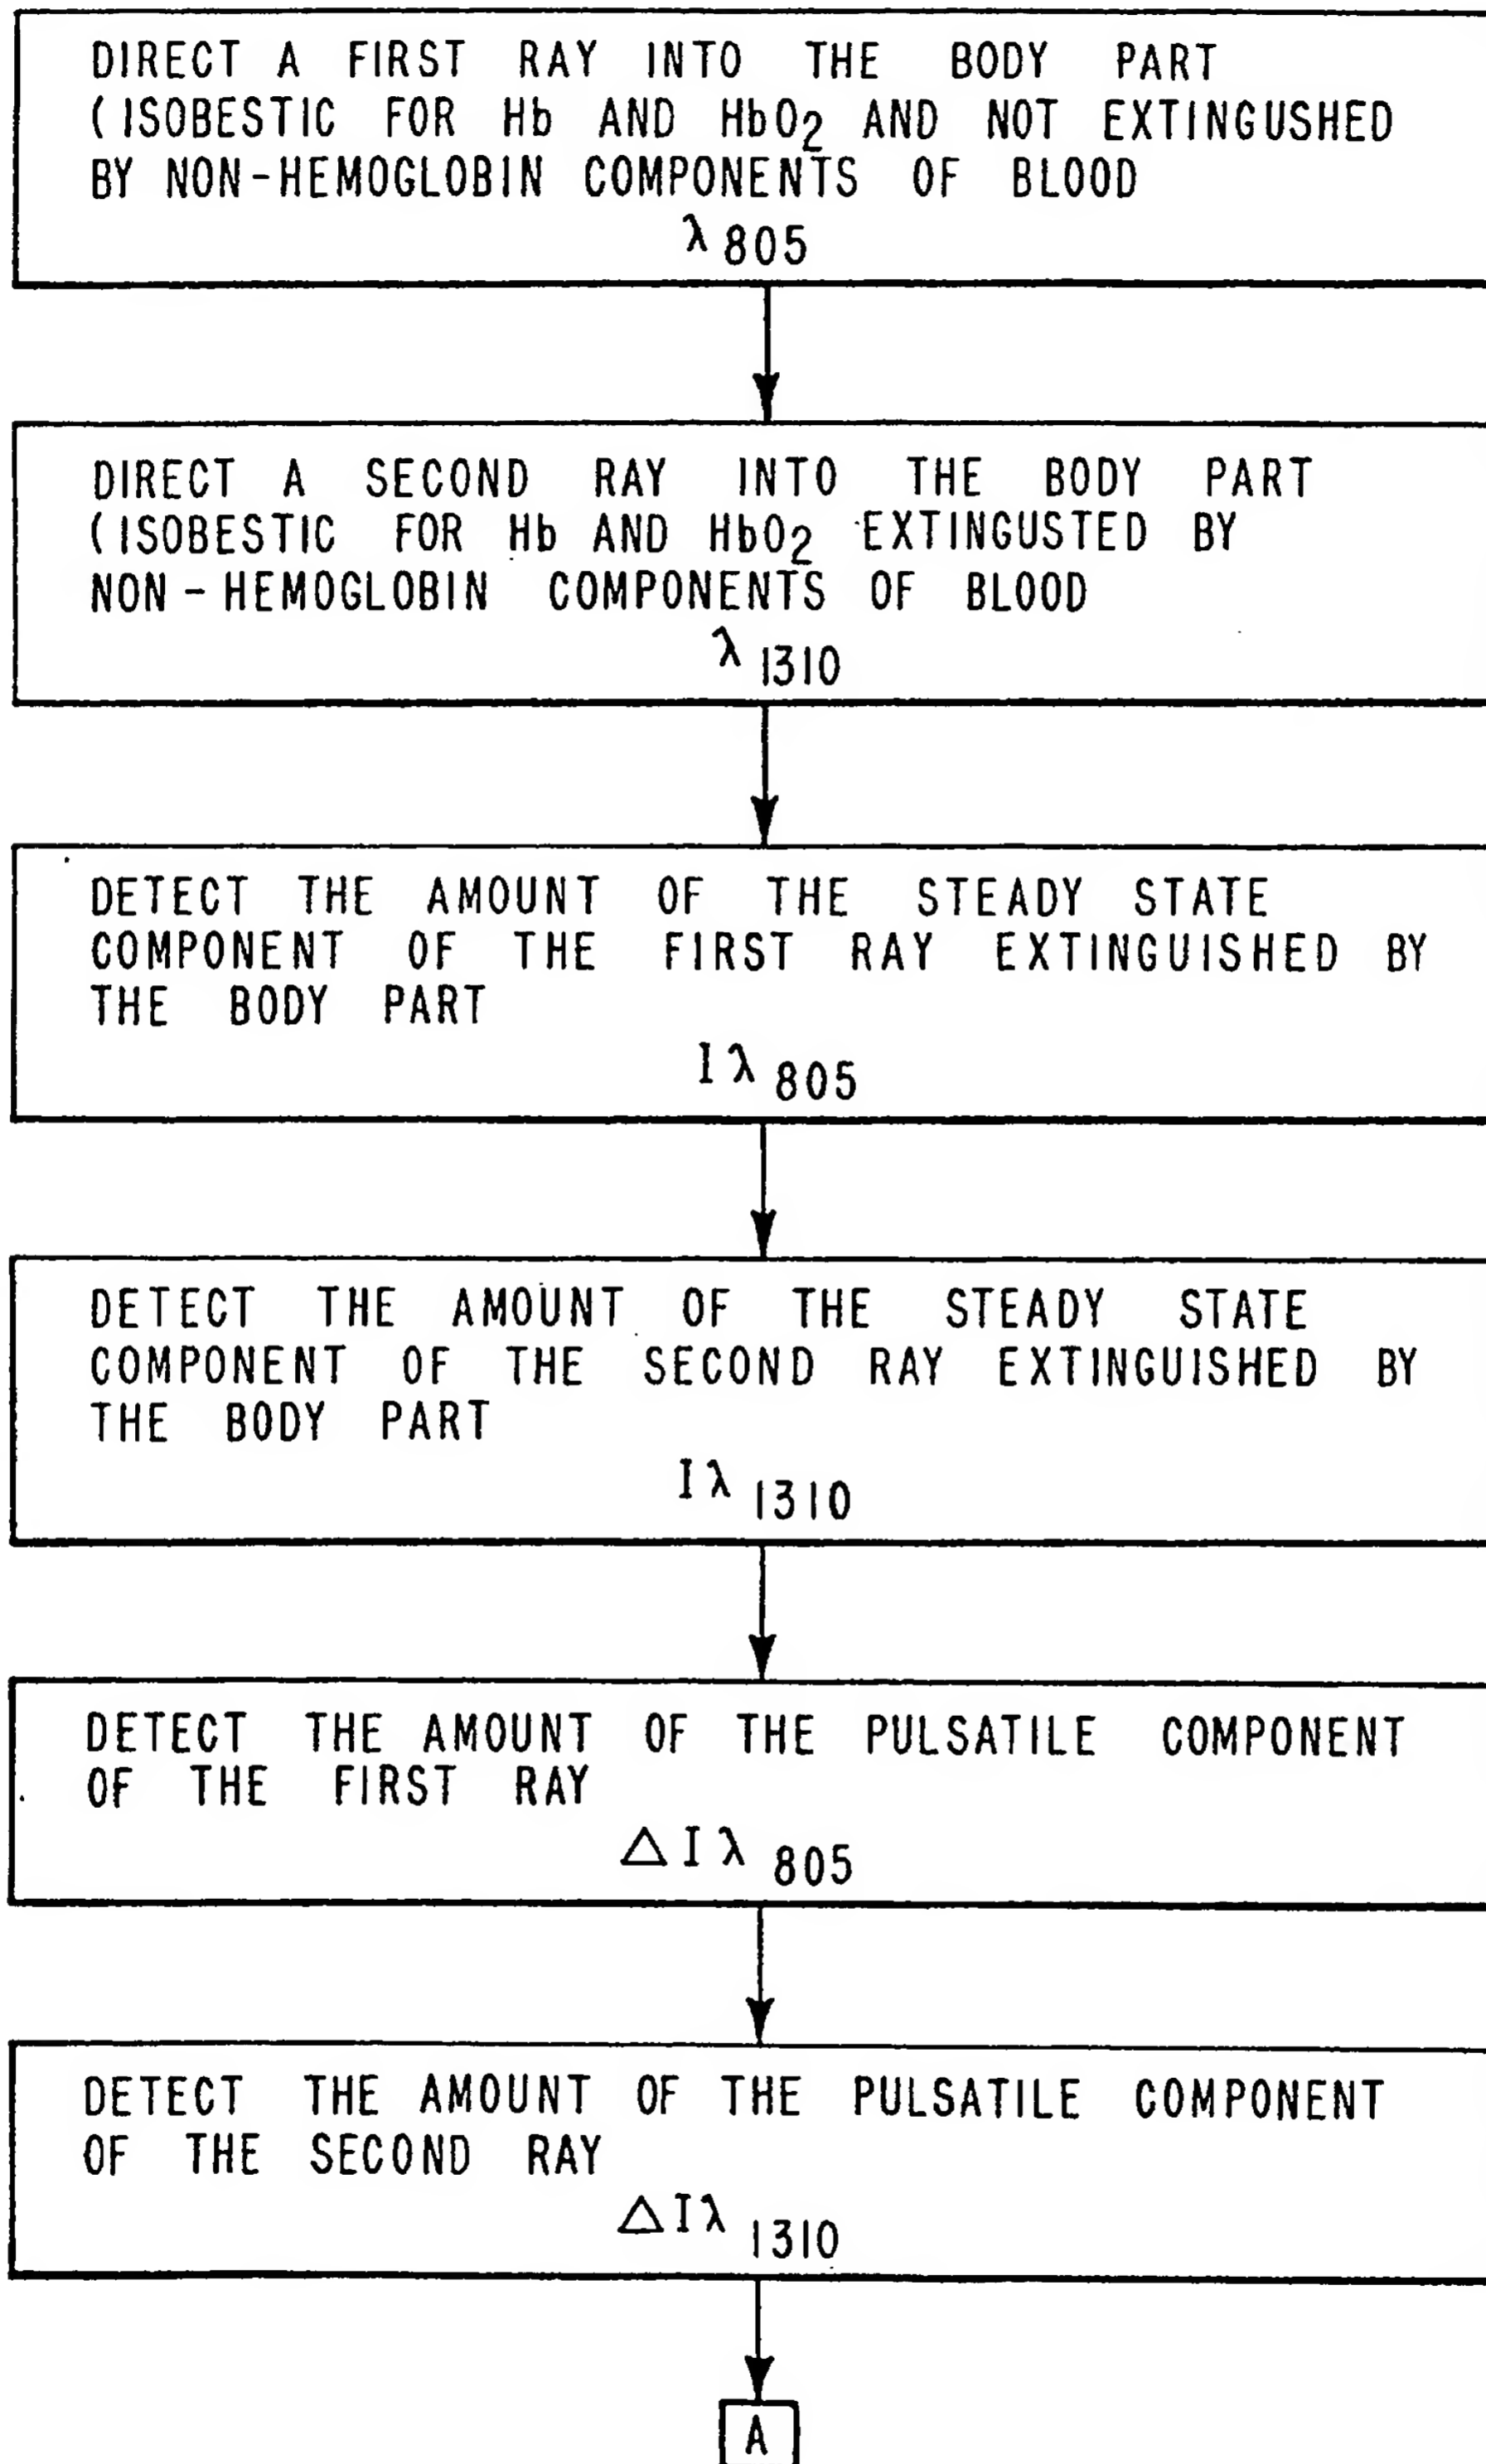 DIRECT A FIRST RAY INTO THE BODY PART
(ISOBESTIC FOR Hb AND HbO2 AND NOT EXTINGUSHED
BY NON-HEMOGLOBIN COMPONENTS OF BLOOD
λ 805
DIRECT A SECOND RAY INTO THE BODY PART
(ISOBESTIC FOR Hb AND HbO2 EXTINGUSTED BY
NON-HEMOGLOBIN COMPONENTS OF BLOOD
λ 1310
DETECT THE AMOUNT OF THE STEADY STATE
COMPONENT OF THE FIRST RAY EXTINGUISHED BY
THE BODY PART
Iλ 805
DETECT THE AMOUNT OF THE STEADY STATE
COMPONENT OF THE SECOND RAY EXTINGUISHED BY
THE BODY PART
Iλ 1310
DETECT THE AMOUNT OF THE PULSATILE COMPONENT
OF THE FIRST RAY
ΔIλ 805
DETECT THE AMOUNT OF THE PULSATILE COMPONENT
OF THE SECOND RAY
ΔIλ 1310
A